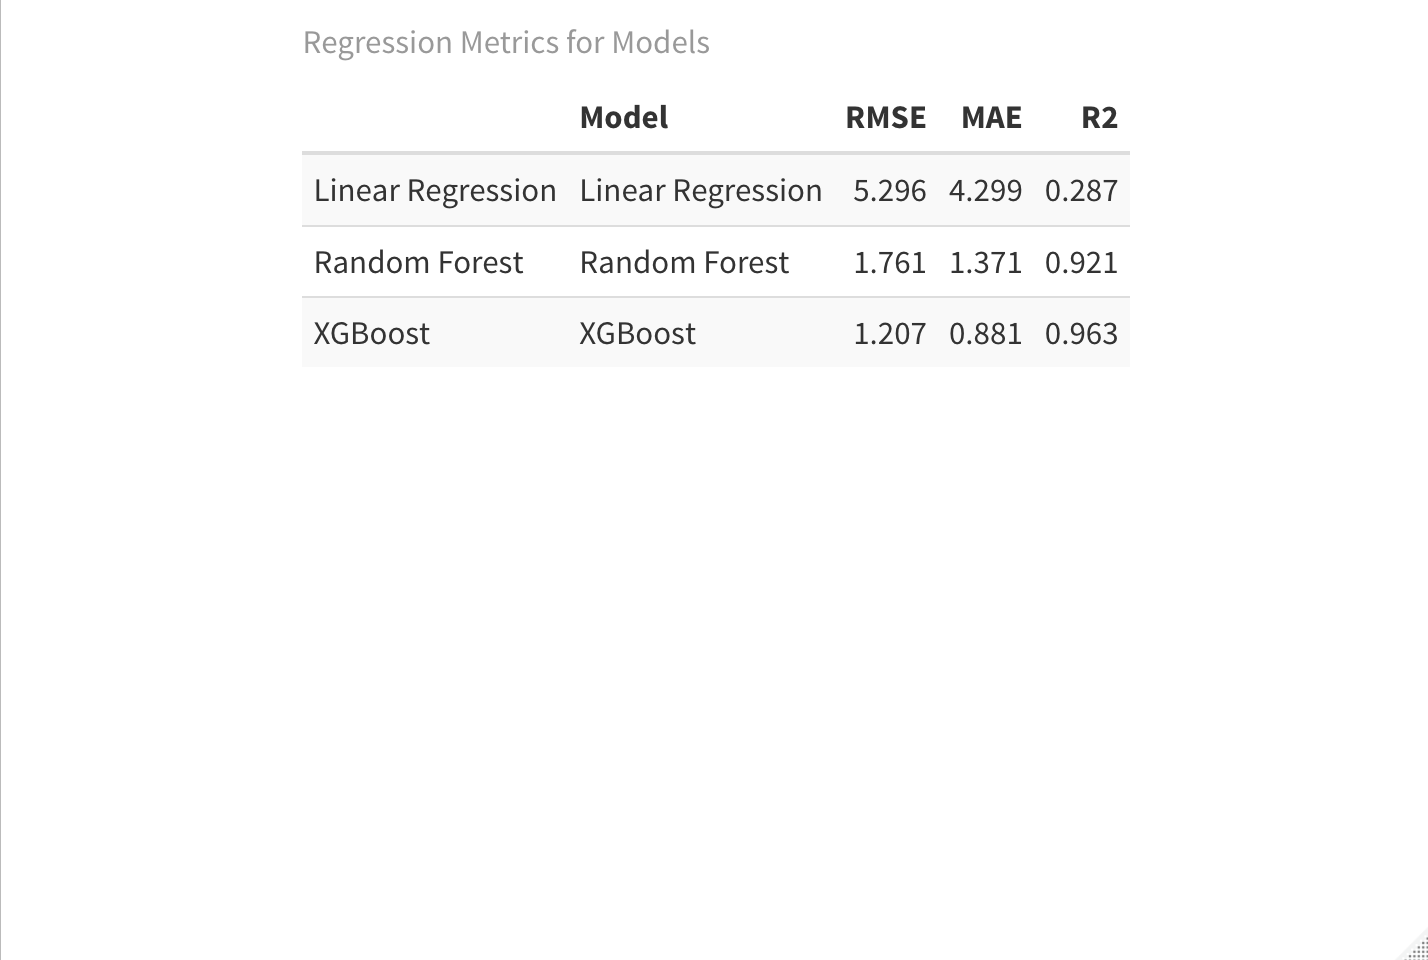 Regression Metrics for Models
Model RMSE MAE R2
Linear Regression Linear Regression 5.296 4.299 0.287
Random Forest Random Forest 1.761 1.371 0.921
XGBoost XGBoost 1.207 0.881 0.963